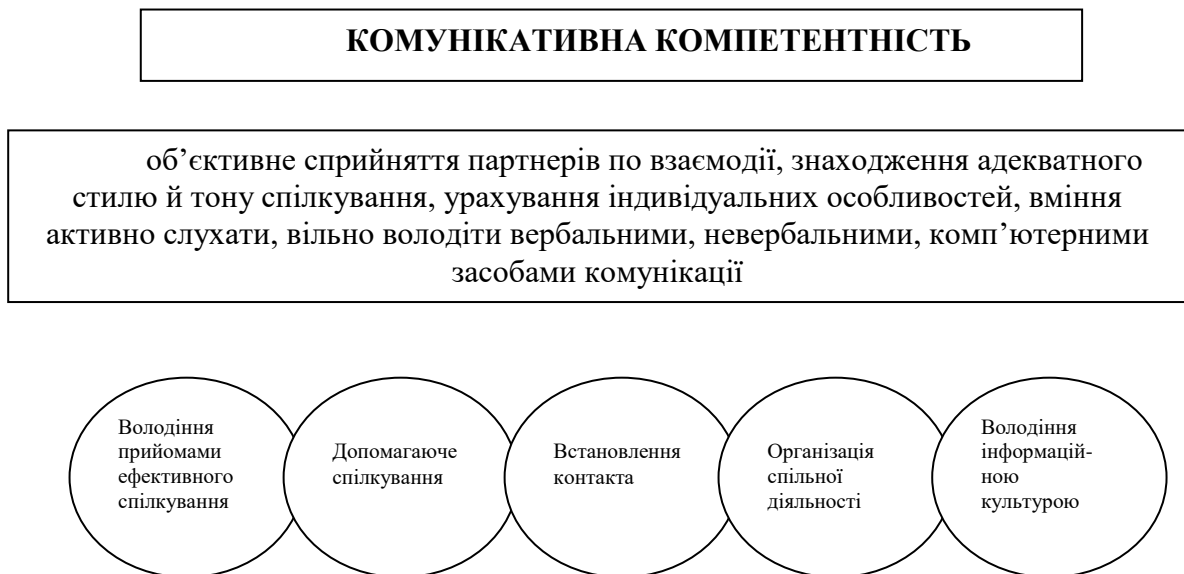 КОМУНІКАТИВНА КОМПЕТЕНТНІСТЬ
об’єктивне сприйняття партнерів по взаємодії, знаходження адекватного
стилю й тону спілкування, урахування індивідуальних особливостей, вміння
активно слухати, вільно володіти вербальними, невербальними, комп’ютерними
засобами комунікації
Володіння
прийомами
ефективного
спілкування
Допомагаюче
спілкування
Встановлення
контакта
Організація
спільної
діяльності
Володіння
інформацій-
ною
культурою